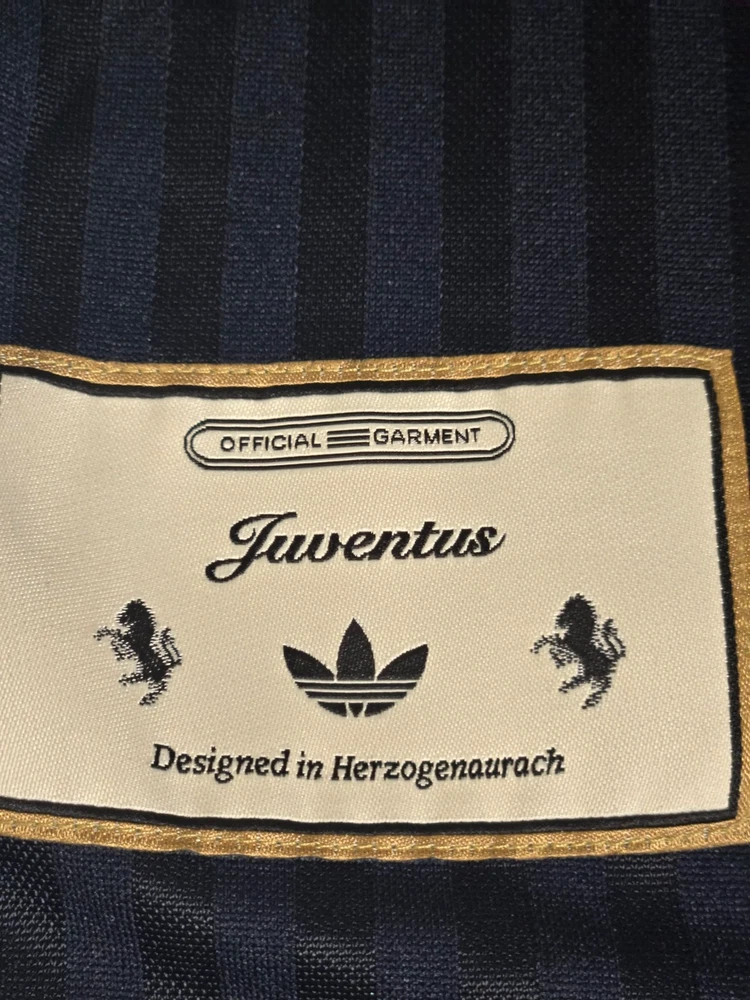 OFFICIAL GARMENT
Juventus
Designed in Herzogenaurach